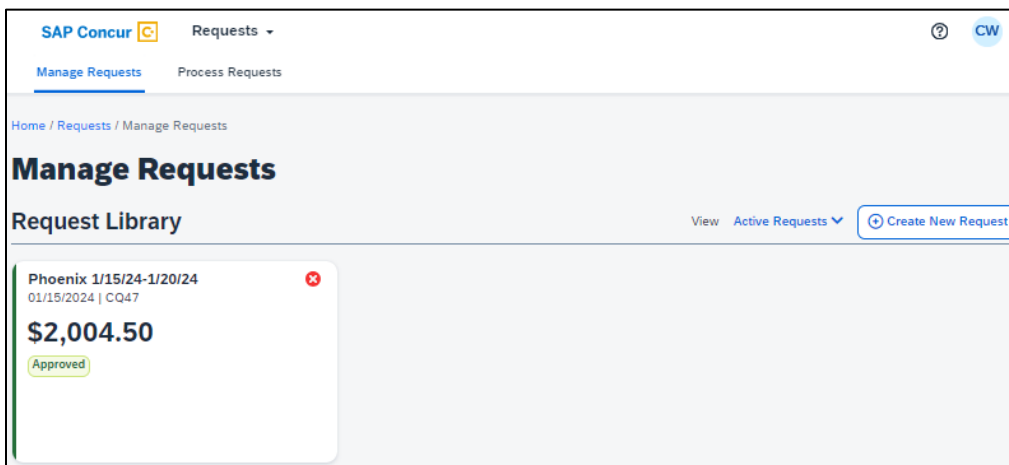 SAP Concur C Requests CW
Manage Requests Process Requests
Home / Requests / Manage Requests
Manage Requests
Request Library View Active Requests Create New Request
Phoenix 1/15/24-1/20/24
01/15/2024 | CQ47
$2,004.50
Approved